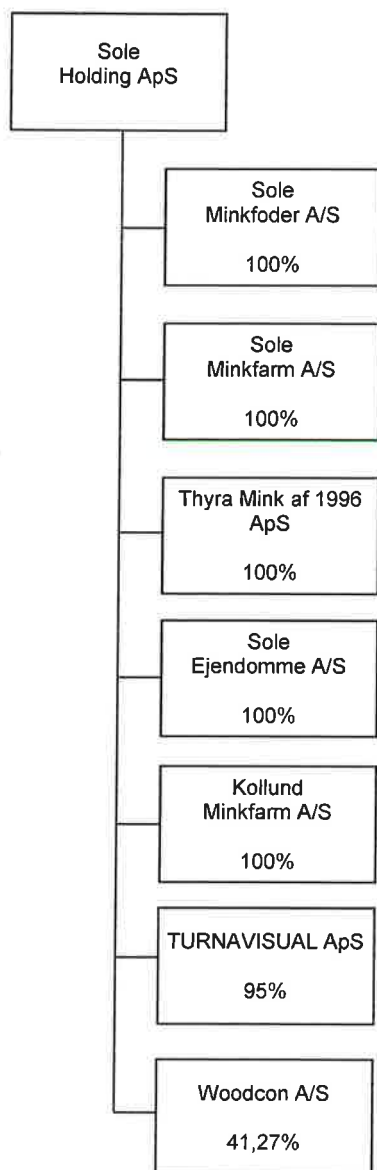 Sole
Holding ApS
Sole
Minkfoder A/S
100%
Sole
Minkfarm A/S
100%
Thyra Mink af 1996
ApS
100%
Sole
Ejendomme A/S
100%
Kollund
Minkfarm A/S
100%
TURNAVISUAL ApS
95%
Woodcon A/S
41,27%